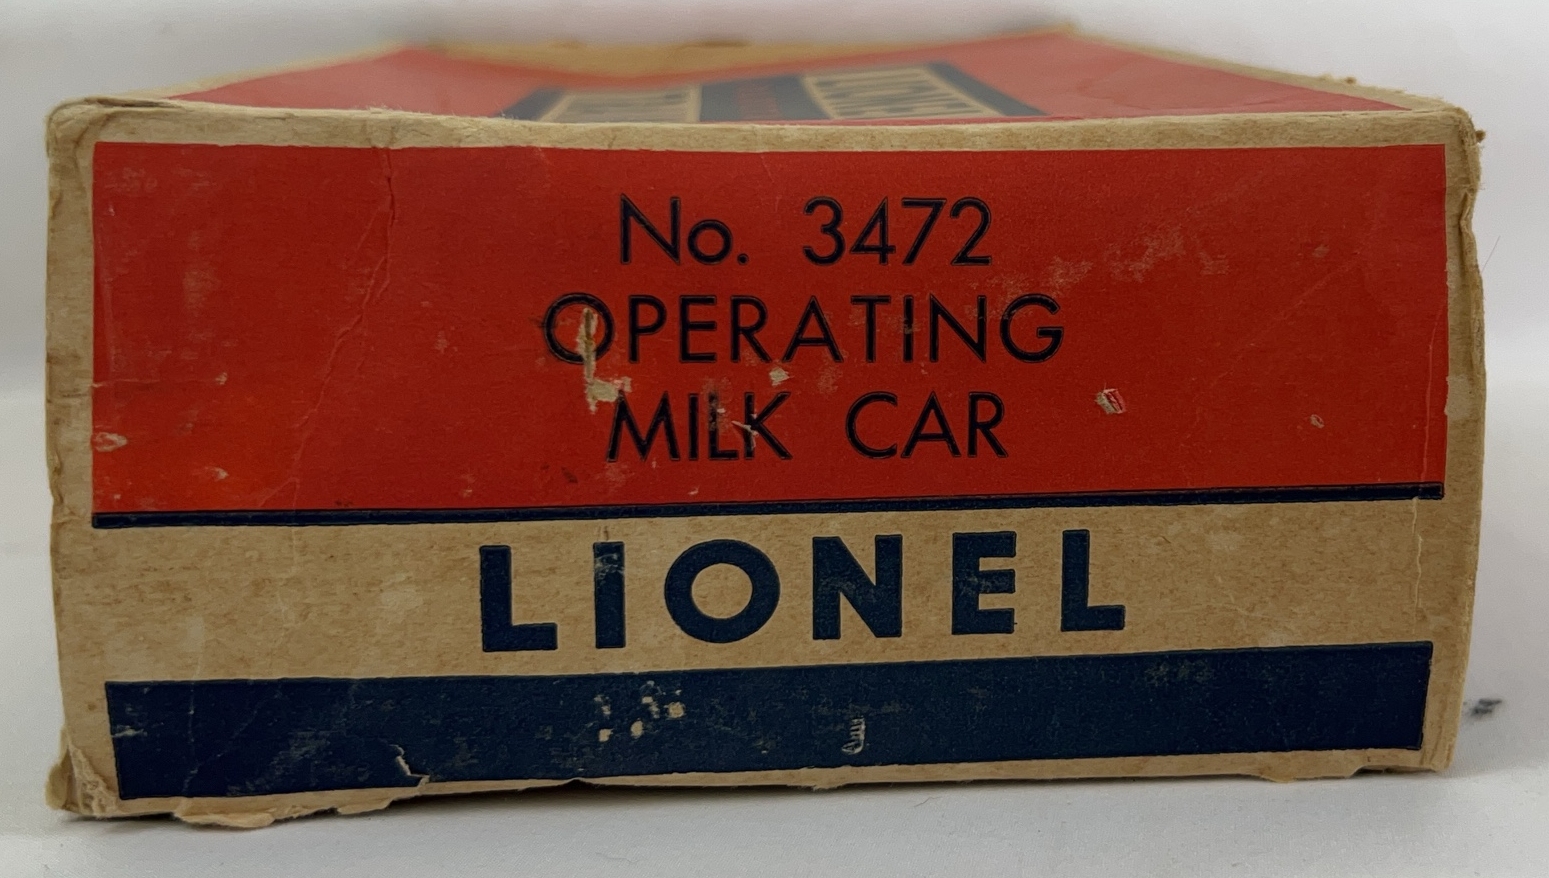 No. 3472
OPERATING
MILK CAR
LIONEL